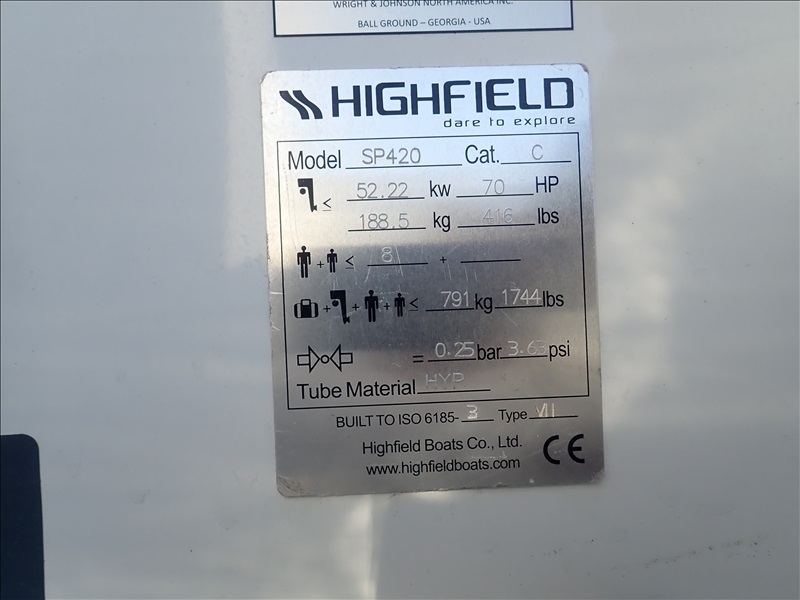 WRIGHT & JOHNSON NORTH AMERICA INC.
BALL GROUND – GEORGIA - USA
HIGHFIELD
dare to explore
Model SP420 Cat. C
≤ 52.22 kw 70 HP
188.5 kg 416 lbs
+ ≤ 8 +
+ + + ≤ 791 kg 1744 lbs
= 0.25 bar 3.63 psi
Tube Material HYP
BUILT TO ISO 6185- 3 Type VII
Highfield Boats Co., Ltd.
www.highfieldboats.com CE